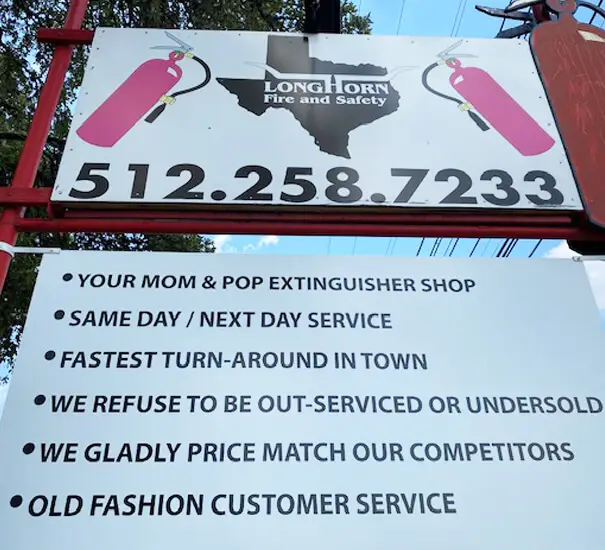 LONGHORN
Fire and Safety
512.258.7233
• YOUR MOM & POP EXTINGUISHER SHOP
• SAME DAY / NEXT DAY SERVICE
• FASTEST TURN-AROUND IN TOWN
• WE REFUSE TO BE OUT-SERVICED OR UNDERSOLD
• WE GLADLY PRICE MATCH OUR COMPETITORS
• OLD FASHION CUSTOMER SERVICE